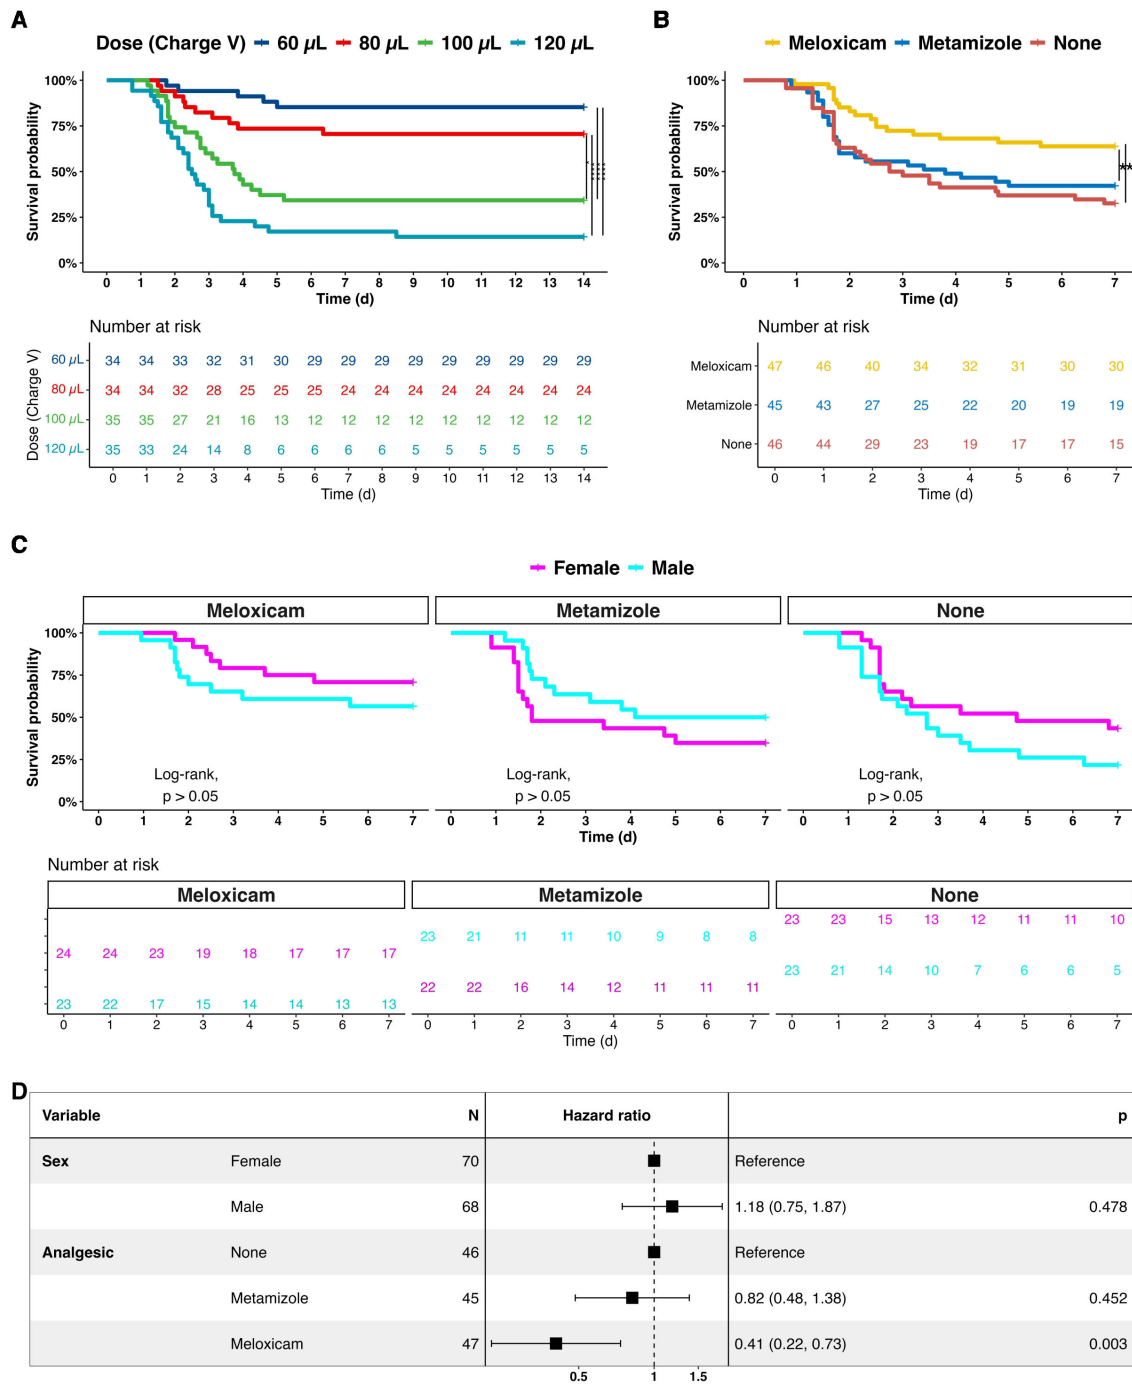 A
Dose (Charge V) 60 µL 80 µL 100 µL 120 µL
Survival probability
100%
75%
50%
25%
0%
0 1 2 3 4 5 6 7 8 9 10 11 12 13 14
Time (d)
Number at risk
Dose (Charge V)
60 µL 34 34 33 32 31 30 29 29 29 29 29 29 29 29 29
80 µL 34 34 32 28 25 25 25 24 24 24 24 24 24 24 24
100 µL 35 35 27 21 16 13 12 12 12 12 12 12 12 12 12
120 µL 35 33 24 14 8 6 6 6 6 5 5 5 5 5 5
0 1 2 3 4 5 6 7 8 9 10 11 12 13 14
Time (d)
B
Meloxicam Metamizole None
Survival probability
100%
75%
50%
25%
0%
**
0 1 2 3 4 5 6 7
Time (d)
Number at risk
Meloxicam 47 46 40 34 32 31 30 30
Metamizole 45 43 27 25 22 20 19 19
None 46 44 29 23 19 17 17 15
0 1 2 3 4 5 6 7
Time (d)
C
Female Male
Meloxicam Metamizole None
Survival probability
100%
75%
50%
25%
0%
Log-rank,
p > 0.05
Log-rank,
p > 0.05
Log-rank,
p > 0.05
0 1 2 3 4 5 6 7 0 1 2 3 4 5 6 7 0 1 2 3 4 5 6 7
Time (d)
Number at risk
Meloxicam Metamizole None
24 24 23 19 18 17 17 17
23 22 17 15 14 14 13 13
0 1 2 3 4 5 6 7
23 21 11 11 10 9 8 8
22 22 16 14 12 11 11 11
0 1 2 3 4 5 6 7
23 23 15 13 12 11 11 10
23 21 14 10 7 6 6 5
0 1 2 3 4 5 6 7
Time (d)
D
Variable N Hazard ratio p
Sex Female 70 Reference
Male 68 1.18 (0.75, 1.87) 0.478
Analgesic None 46 Reference
Metamizole 45 0.82 (0.48, 1.38) 0.452
Meloxicam 47 0.41 (0.22, 0.73) 0.003
0.5 1 1.5